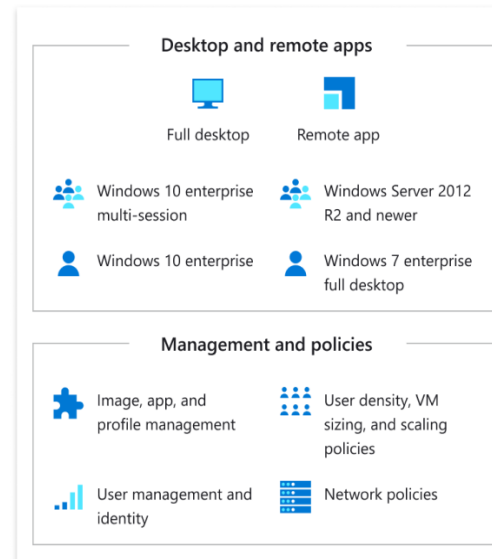 Desktop and remote apps
Full desktop
Remote app
Windows 10 enterprise
multi-session
Windows Server 2012
R2 and newer
Windows 10 enterprise
Windows 7 enterprise
full desktop
Management and policies
Image, app, and
profile management
User density, VM
sizing, and scaling
policies
User management and
identity
Network policies